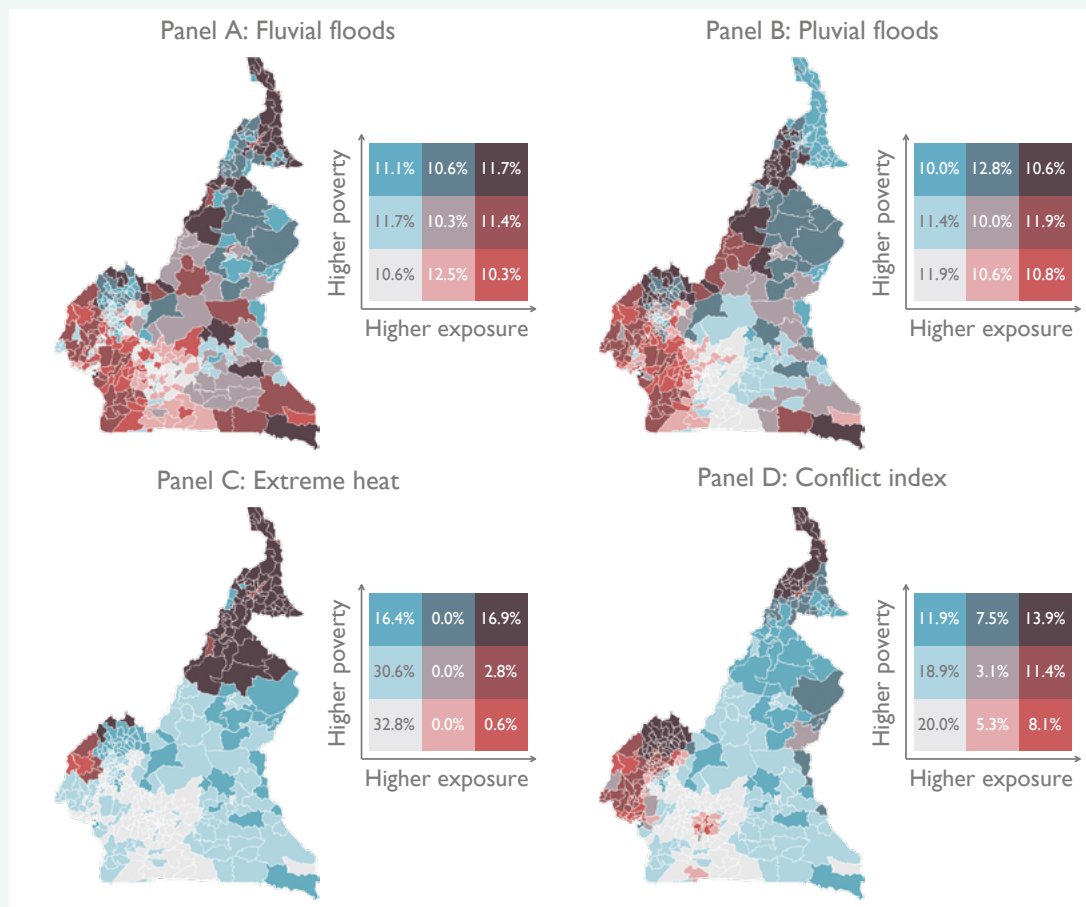 Panel A: Fluvial floods
Higher poverty
11.1% 10.6% 11.7%
11.7% 10.3% 11.4%
10.6% 12.5% 10.3%
Higher exposure
Panel B: Pluvial floods
Higher poverty
10.0% 12.8% 10.6%
11.4% 10.0% 11.9%
11.9% 10.6% 10.8%
Higher exposure
Panel C: Extreme heat
Higher poverty
16.4% 0.0% 16.9%
30.6% 0.0% 2.8%
32.8% 0.0% 0.6%
Higher exposure
Panel D: Conflict index
Higher poverty
11.9% 7.5% 13.9%
18.9% 3.1% 11.4%
20.0% 5.3% 8.1%
Higher exposure